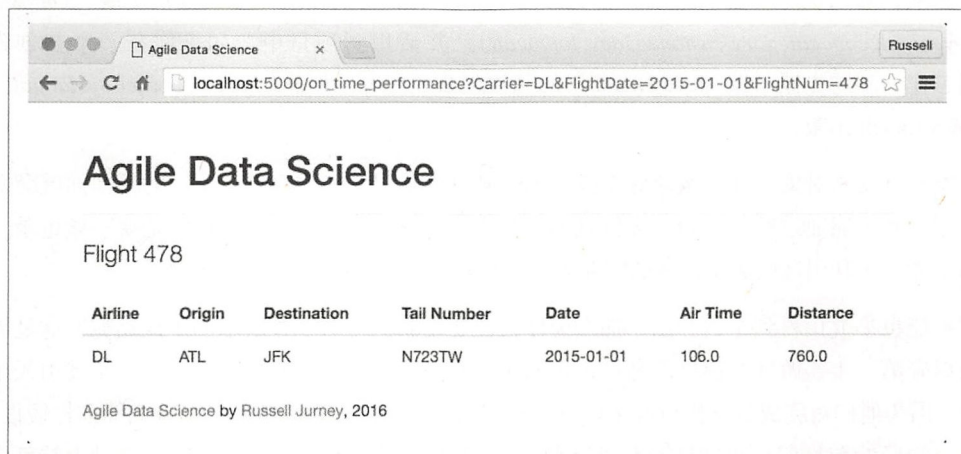 Agile Data Science
Russell
localhost:5000/on_time_performance?Carrier=DL&FlightDate=2015-01-01&FlightNum=478
Agile Data Science
Flight 478
Airline Origin Destination Tail Number Date Air Time Distance
DL ATL JFK N723TW 2015-01-01 106.0 760.0
Agile Data Science by Russell Jurney, 2016